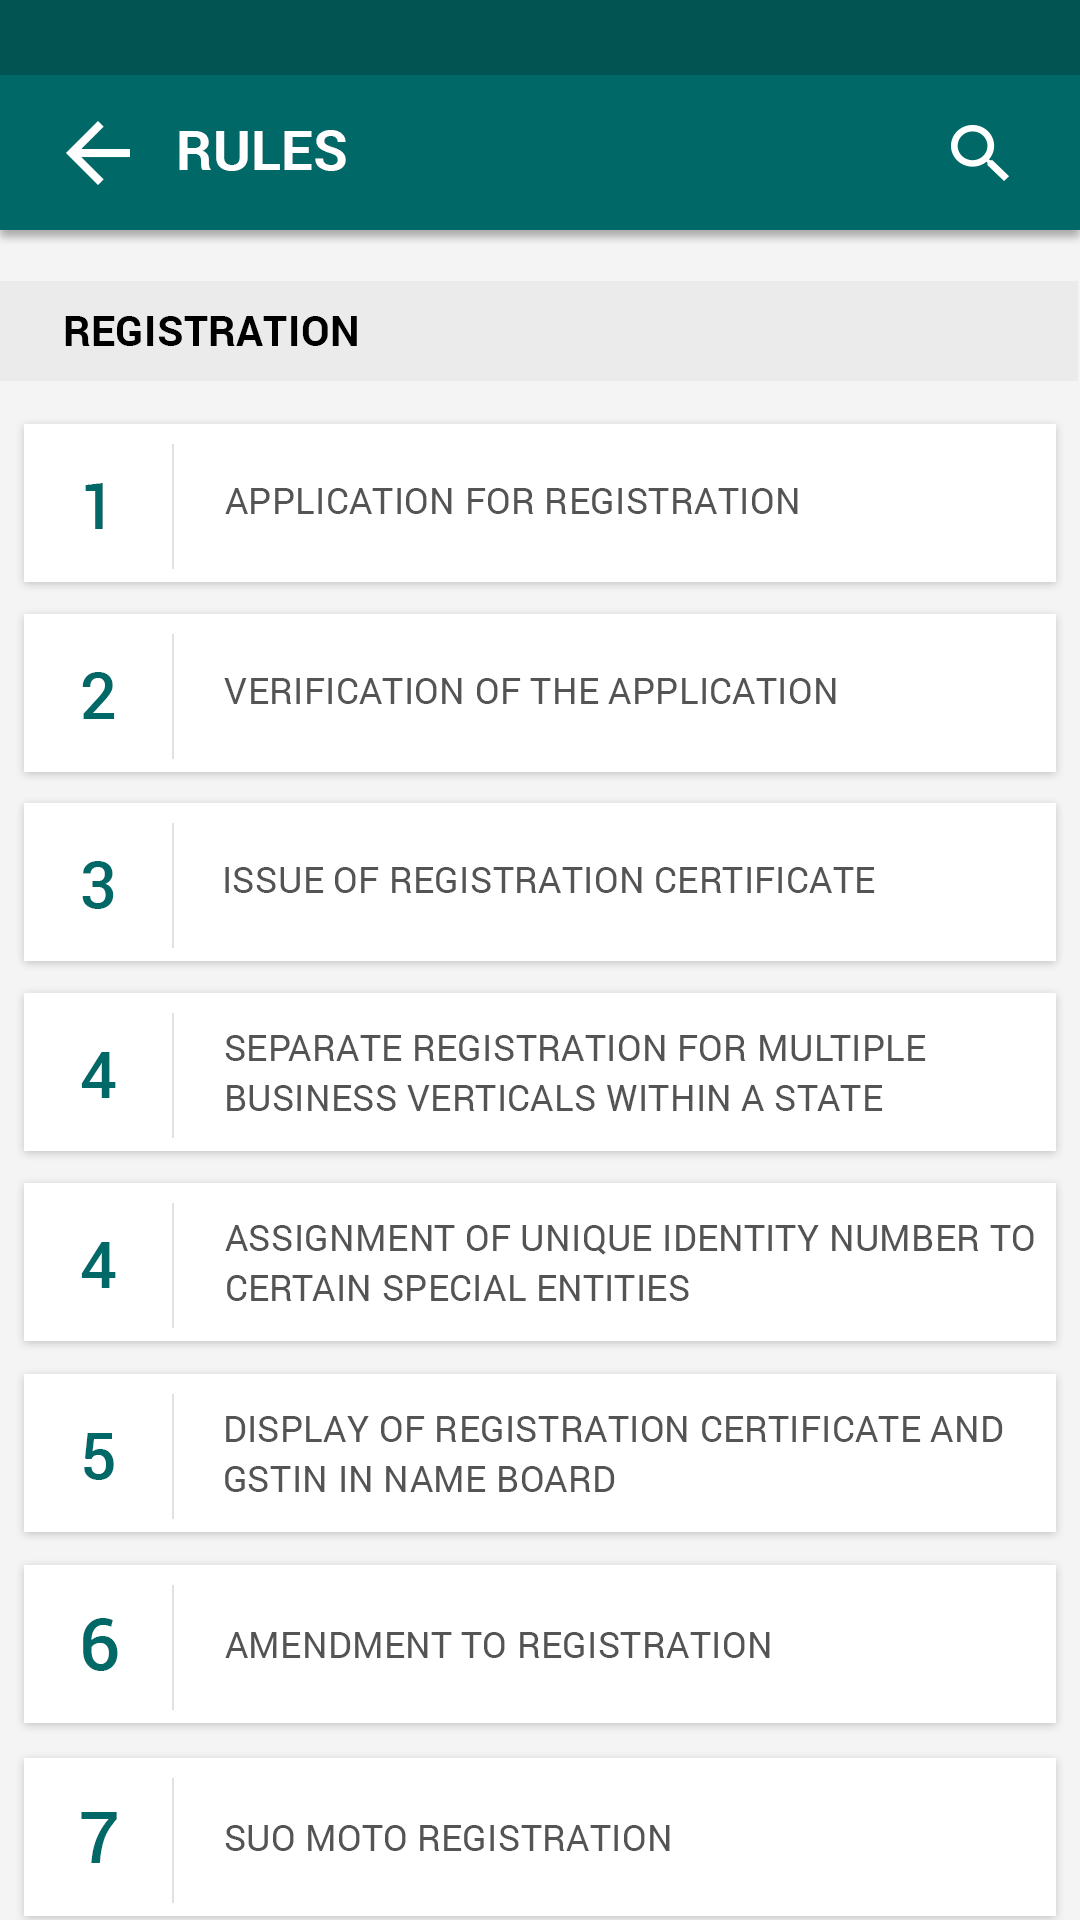 RULES
REGISTRATION
1
APPLICATION FOR REGISTRATION
2
VERIFICATION OF THE APPLICATION
3
ISSUE OF REGISTRATION CERTIFICATE
4
SEPARATE REGISTRATION FOR MULTIPLE
BUSINESS VERTICALS WITHIN A STATE
4
ASSIGNMENT OF UNIQUE IDENTITY NUMBER TO
CERTAIN SPECIAL ENTITIES
5
DISPLAY OF REGISTRATION CERTIFICATE AND
GSTIN IN NAME BOARD
6
AMENDMENT TO REGISTRATION
7
SUO MOTO REGISTRATION